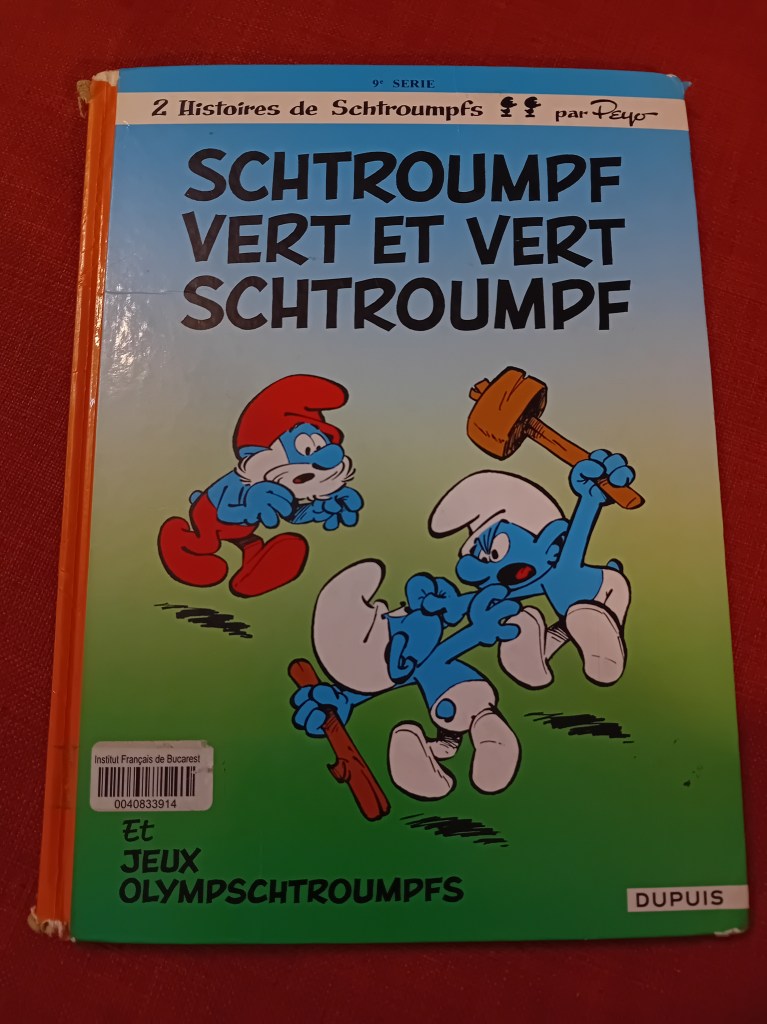 9e SERIE
2 Histoires de Schtroumpfs par Peyo
SCHTROUMPF
VERT ET VERT
SCHTROUMPF
Institut Français de Bucarest
0040833914
Et
JEUX
OLYMPSCHTROUMPFS
DUPUIS